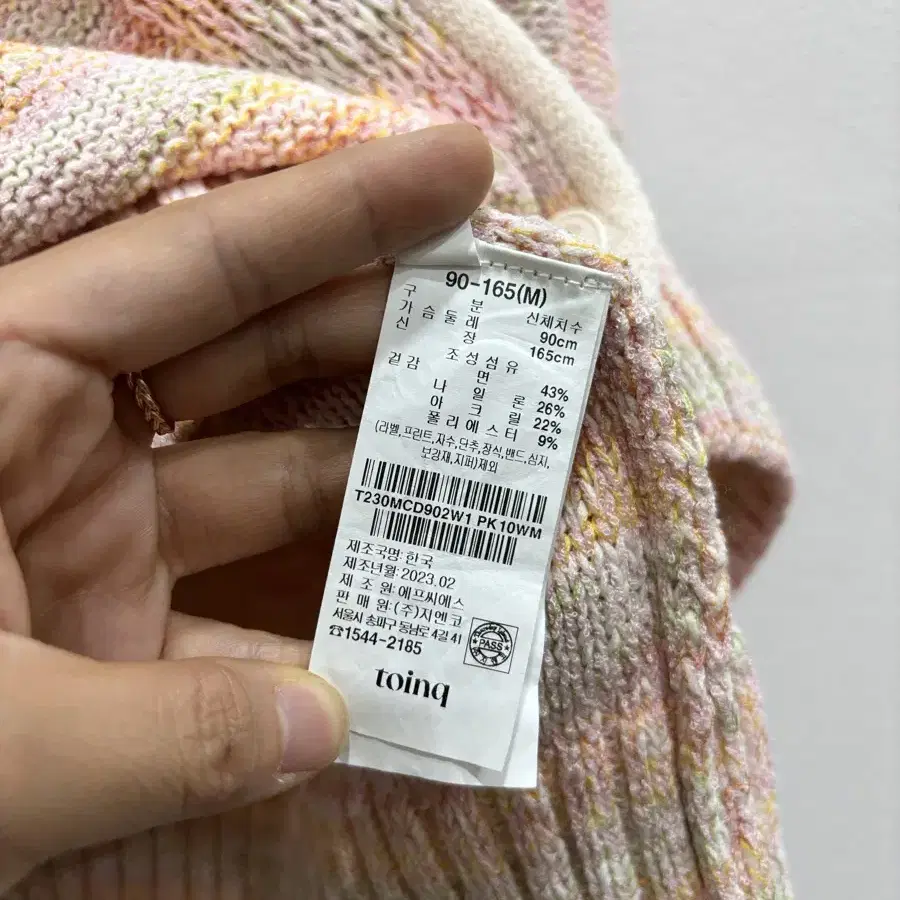 90-165(M)
구 분 신체치수
가슴둘레 90cm
신 장 165cm
겉감 조성섬유
면 43%
나일론 26%
아크릴 22%
폴리에스터 9%
(라벨,프린트,자수,단추,장식,밴드,심지,
보강재,지퍼)제외
T230MCD902W1 PK10WM
제조국명:한국
제조년월:2023.02
제 조 원:에프씨에스
판 매 원:(주)지엔코
서울시 송파구 동남로 4길 41
☎1544-2185
PASS
toinq